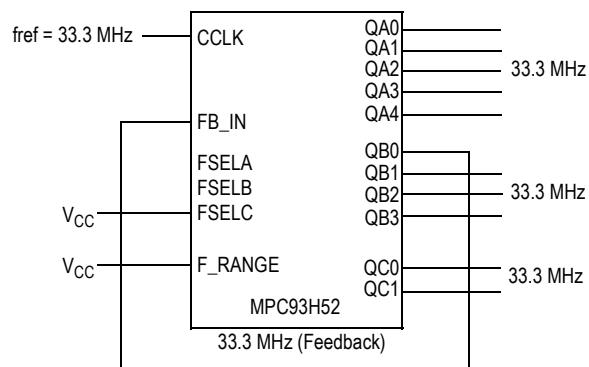 fref = 33.3 MHz
CCLK
QA0
QA1
QA2
33.3 MHz
QA3
QA4
FB_IN
QB0
FSELA
QB1
FSELB
QB2
33.3 MHz
VCC
FSELC
QB3
VCC
F_RANGE
QC0
33.3 MHz
QC1
MPC93H52
33.3 MHz (Feedback)